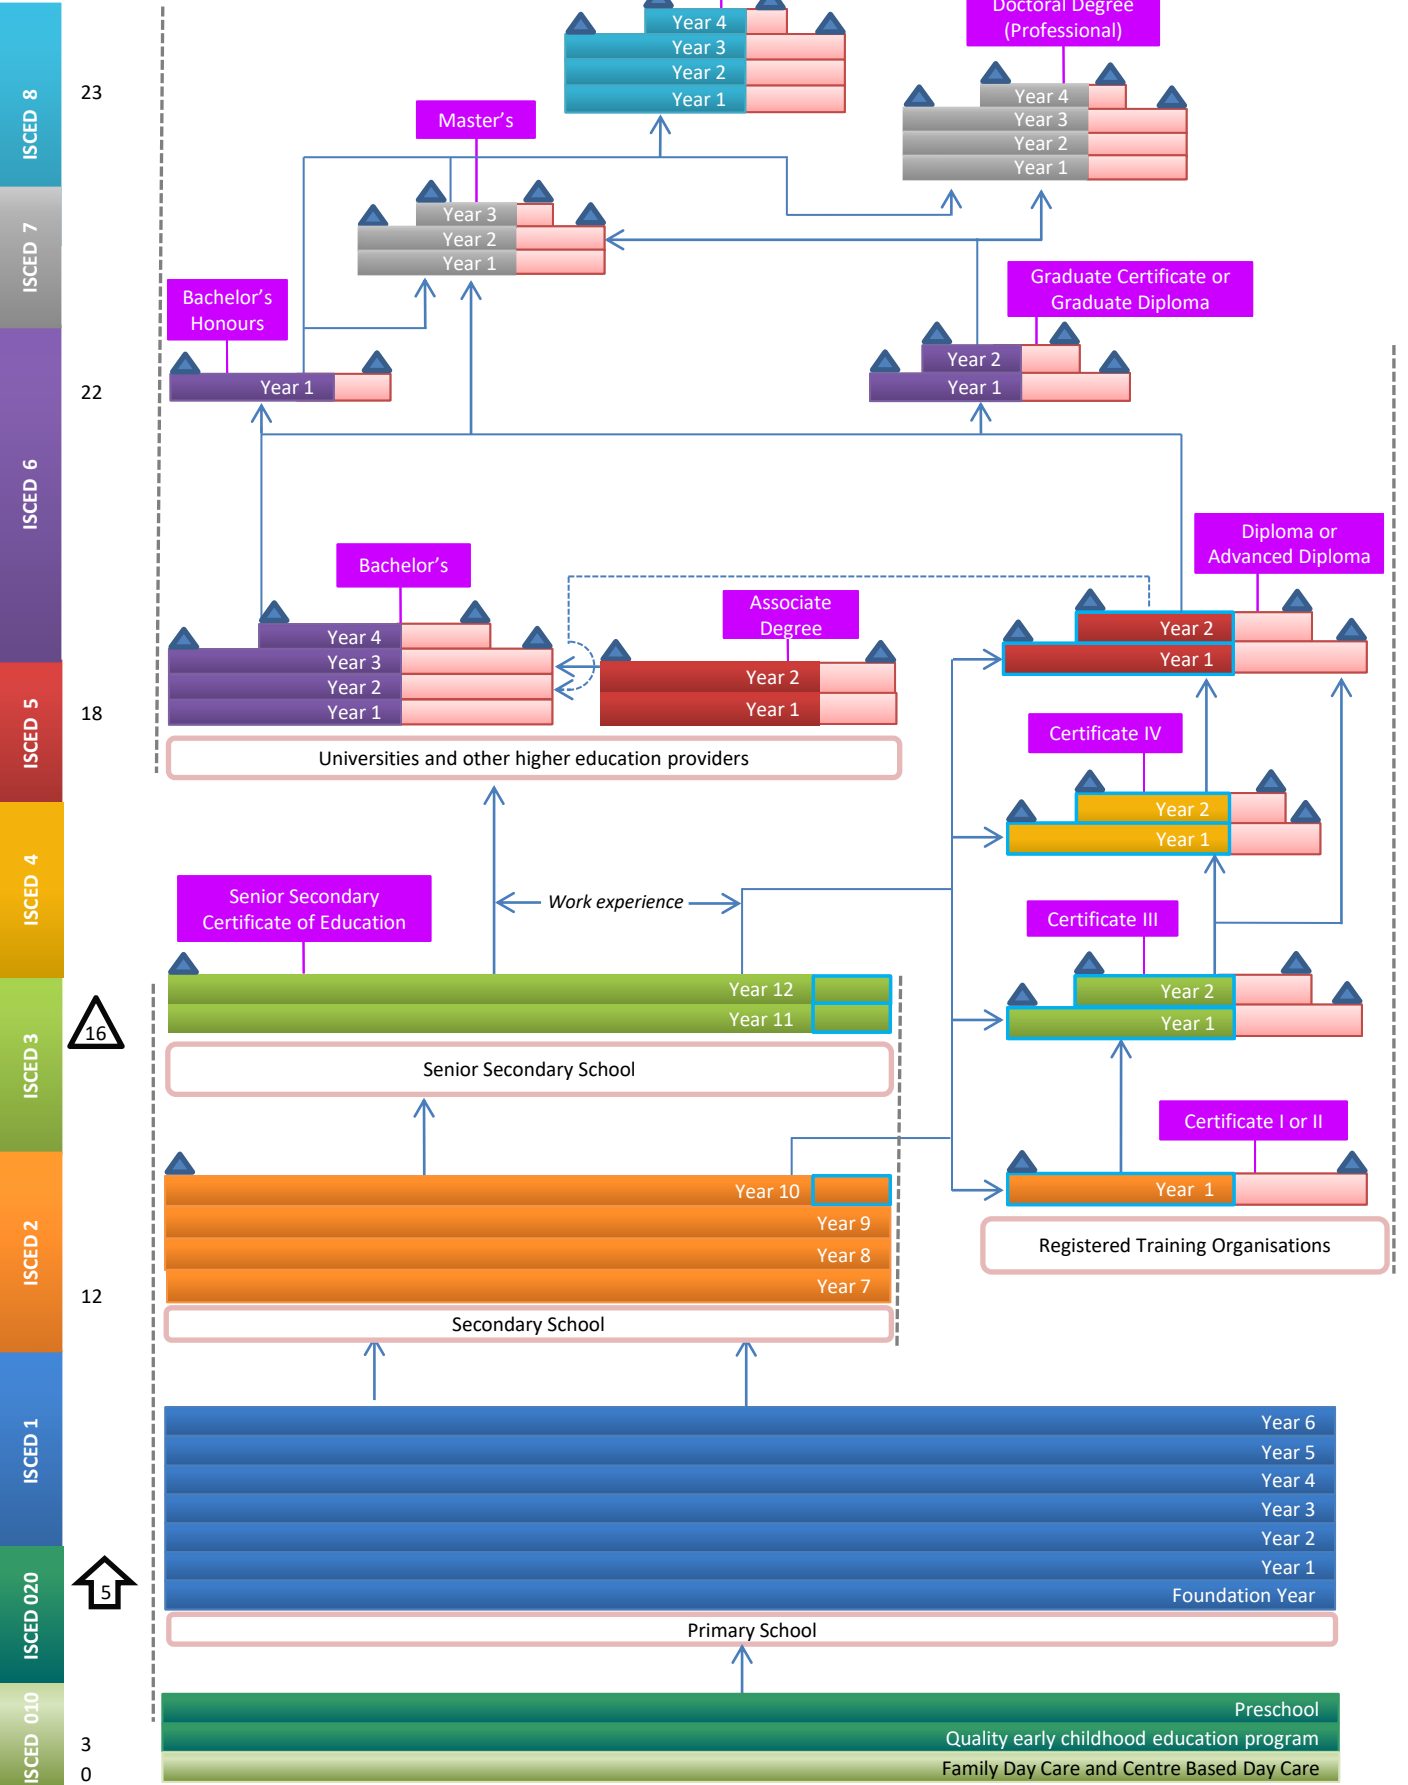 Doctoral Degree
(Professional)
Year 4
Year 3
Year 2
Year 1
ISCED 8
23
Year 4
Year 3
Year 2
Year 1
Master's
Year 3
Year 2
Year 1
ISCED 7
Graduate Certificate or
Graduate Diploma
Bachelor's
Honours
Year 2
Year 1
Year 1
22
ISCED 6
Diploma or
Advanced Diploma
Bachelor's
Associate
Degree
Year 4
Year 3
Year 2
Year 1
Year 2
Year 1
Year 2
Year 1
ISCED 5
18
Universities and other higher education providers
Certificate IV
Year 2
Year 1
ISCED 4
Senior Secondary
Certificate of Education
Work experience
Certificate III
Year 12
Year 11
Year 2
Year 1
ISCED 3
16
Senior Secondary School
Certificate I or II
Year 10
Year 9
Year 8
Year 7
Year 1
Registered Training Organisations
ISCED 2
12
Secondary School
Year 6
Year 5
Year 4
Year 3
Year 2
Year 1
Foundation Year
ISCED 1
5
Primary School
ISCED 020
Preschool
Quality early childhood education program
Family Day Care and Centre Based Day Care
ISCED 010
3
0